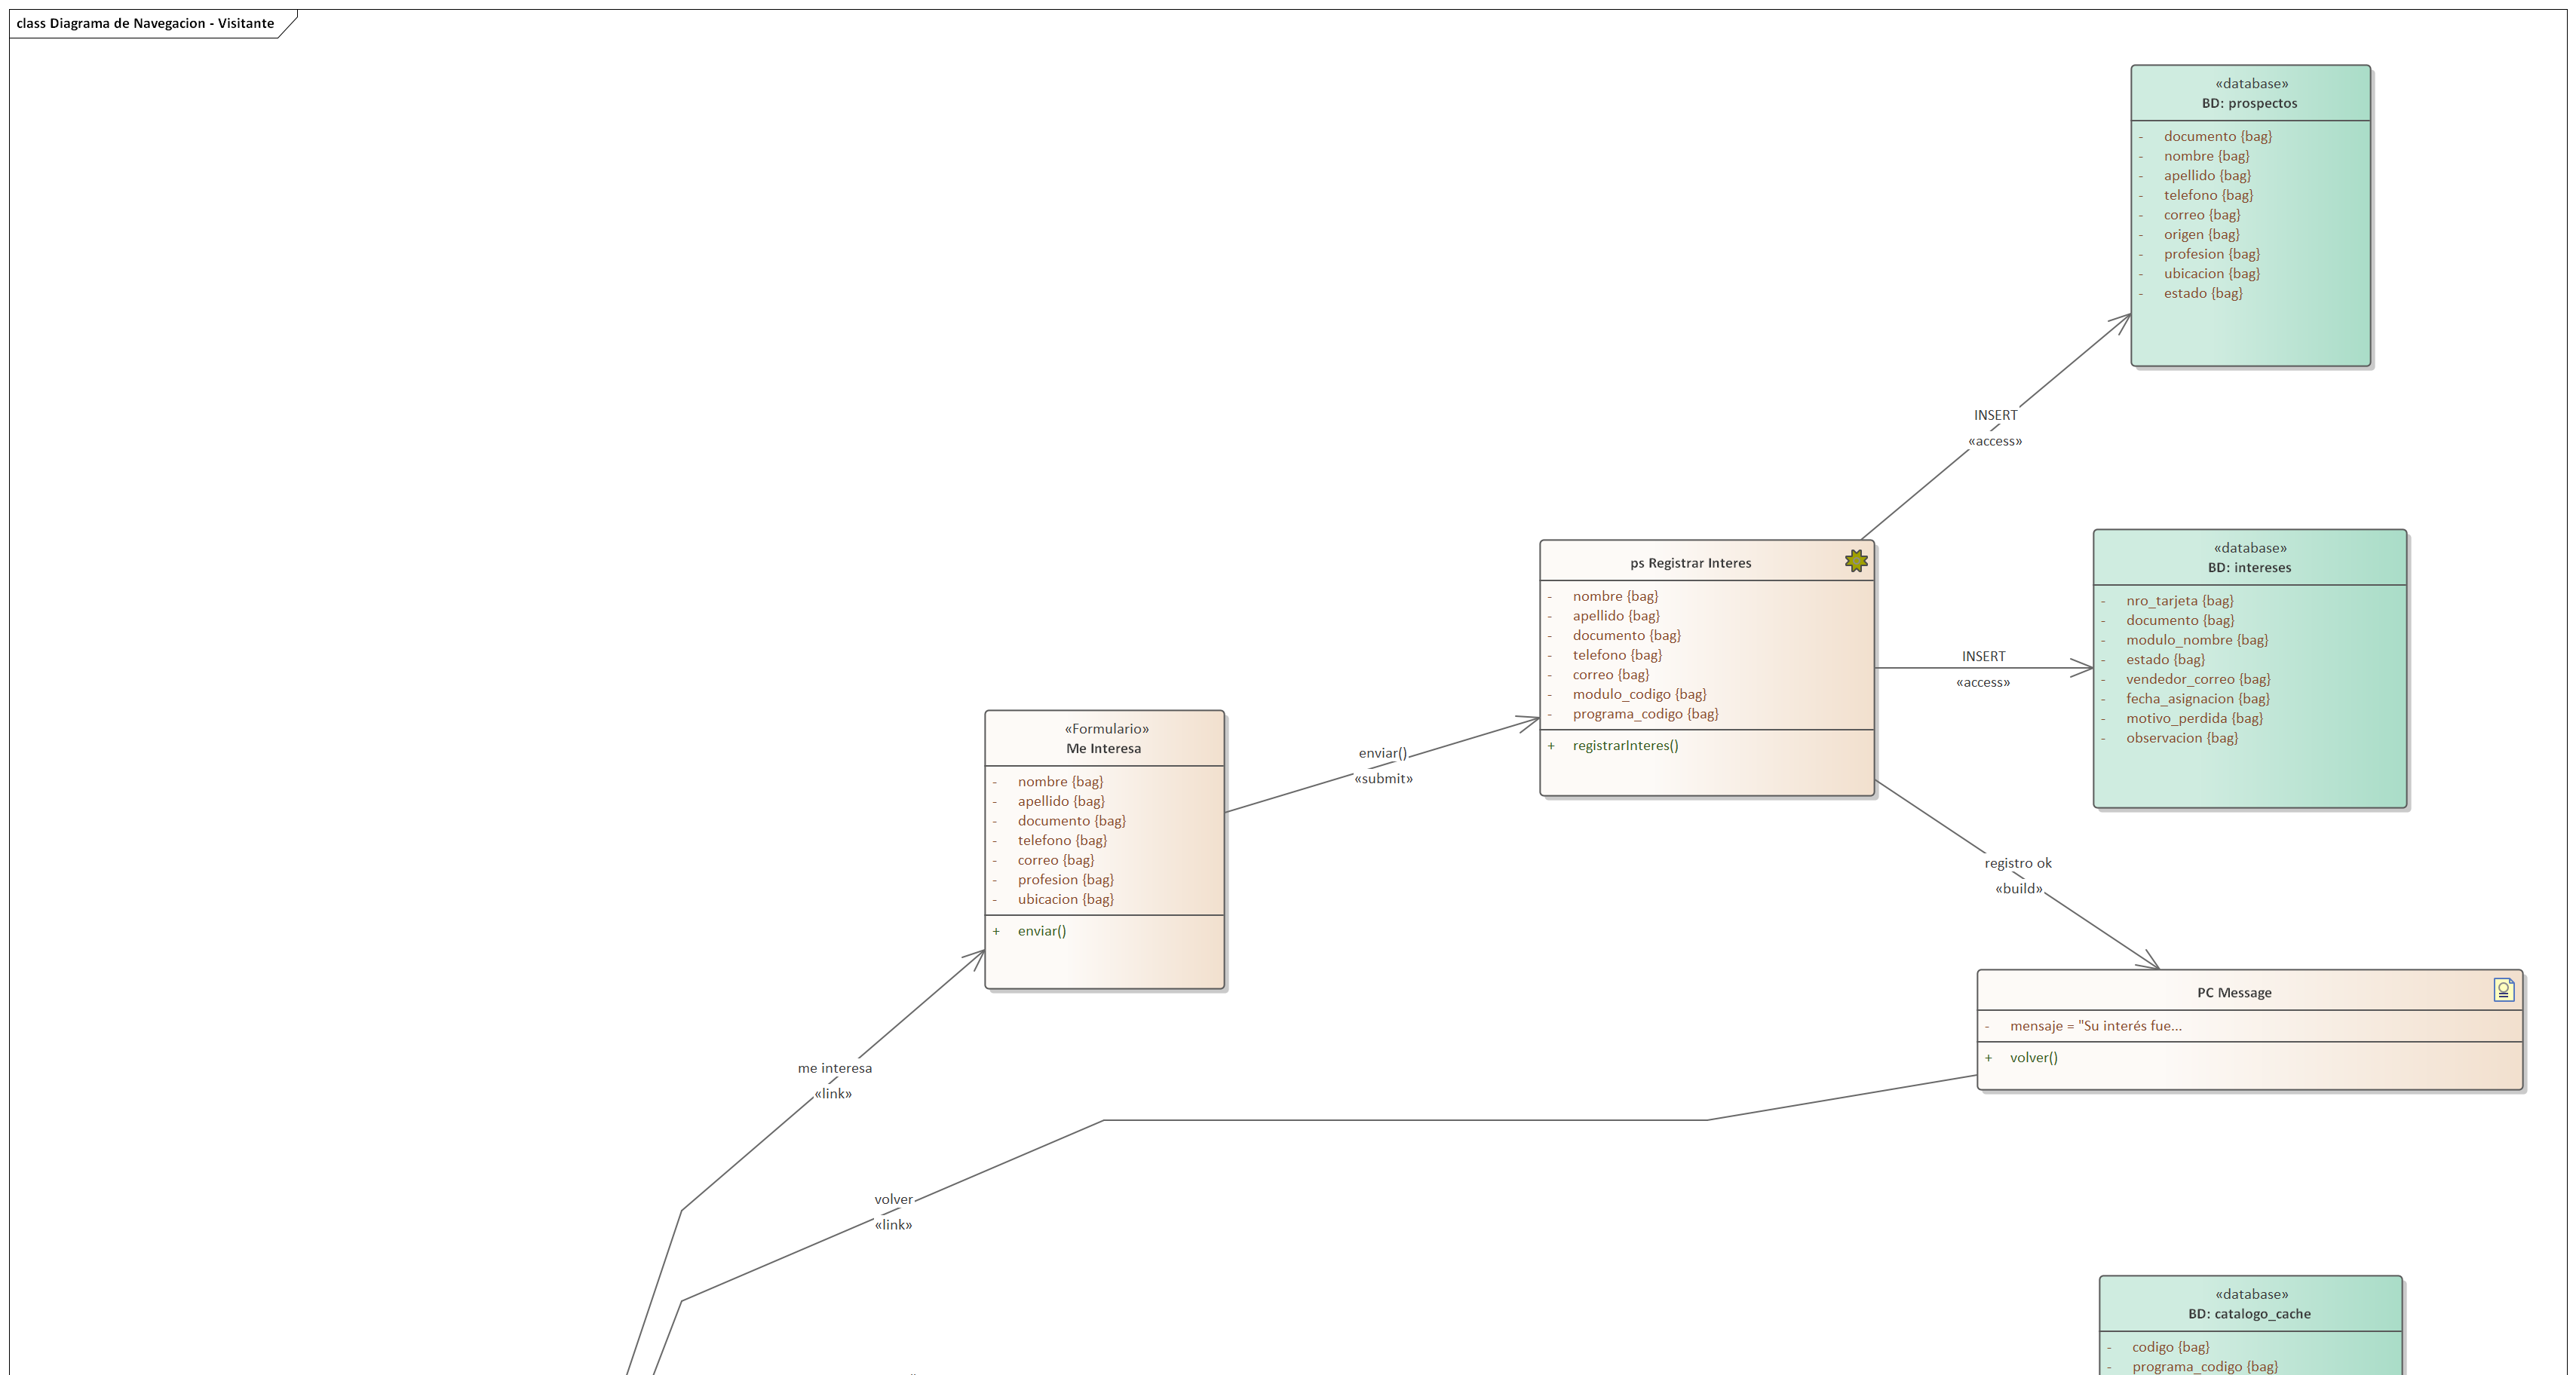 class Diagrama de Navegacion - Visitante
«database»
BD: prospectos
- documento {bag}
- nombre {bag}
- apellido {bag}
- telefono {bag}
- correo {bag}
- origen {bag}
- profesion {bag}
- ubicacion {bag}
- estado {bag}
INSERT
«access»
ps Registrar Interes
- nombre {bag}
- apellido {bag}
- documento {bag}
- telefono {bag}
- correo {bag}
- modulo_codigo {bag}
- programa_codigo {bag}
+ registrarInteres()
INSERT
«access»
«database»
BD: intereses
- nro_tarjeta {bag}
- documento {bag}
- modulo_nombre {bag}
- estado {bag}
- vendedor_correo {bag}
- fecha_asignacion {bag}
- motivo_perdida {bag}
- observacion {bag}
«Formulario»
Me Interesa
- nombre {bag}
- apellido {bag}
- documento {bag}
- telefono {bag}
- correo {bag}
- profesion {bag}
- ubicacion {bag}
+ enviar()
enviar()
«submit»
registro ok
«build»
PC Message
- mensaje = "Su interés fue...
+ volver()
me interesa
«link»
volver
«link»
«database»
BD: catalogo_cache
- codigo {bag}
- programa_codigo {bag}